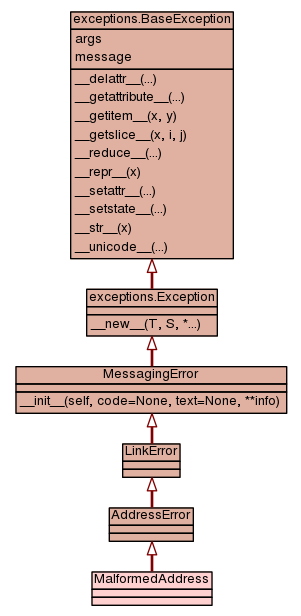 exceptions.BaseException
args
message
__delattr__(...)
__getattribute__(...)
__getitem__(x, y)
__getslice__(x, i, j)
__reduce__(...)
__repr__(x)
__setattr__(...)
__setstate__(...)
__str__(x)
__unicode__(...)
exceptions.Exception
__new__(T, S, *...)
MessagingError
__init__(self, code=None, text=None, **info)
LinkError
AddressError
MalformedAddress